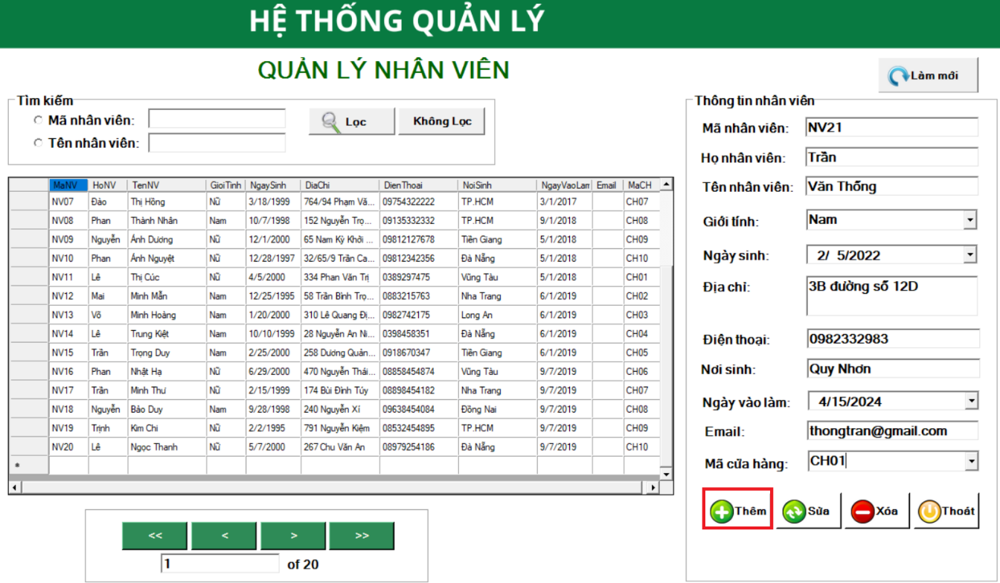 HỆ THỐNG QUẢN LÝ
QUẢN LÝ NHÂN VIÊN
Làm mới
Tìm kiếm
Mã nhân viên:
Lọc
Không Lọc
Tên nhân viên:
MaNV HoNV TenNV GioiTinh NgaySinh DiaChi DienThoai NoiSinh NgayVaoLam Email MaCH
NV07 Đào Thị Hồng Nữ 3/18/1999 764/94 Phạm Vă... 09754322222 TP.HCM 3/1/2017 CH07
NV08 Phan Thành Nhân Nam 10/7/1998 152 Nguyễn Trọ... 09135332332 TP.HCM 9/1/2018 CH08
NV09 Nguyễn Ánh Dương Nữ 12/1/2000 65 Nam Kỳ Khởi ... 09812127678 Tiền Giang 5/1/2018 CH09
NV10 Phan Ánh Nguyệt Nữ 12/28/1997 32/65/9 Trần Ca... 09812342356 Đà Nẵng 5/1/2018 CH10
NV11 Lê Thị Cúc Nữ 4/5/2000 334 Phan Văn Trị 0389297475 Vũng Tàu 5/1/2018 CH01
NV12 Mai Minh Mẫn Nam 12/25/1995 58 Trần Bình Trọ... 0883215763 Nha Trang 6/1/2019 CH02
NV13 Võ Minh Hoàng Nam 1/20/2000 310 Lê Quang Đị... 0982742175 Long An 6/1/2019 CH03
NV14 Lê Trung Kiệt Nam 10/10/1999 28 Nguyễn An Ni... 0398458351 Đà Nẵng 6/1/2019 CH04
NV15 Trần Trọng Duy Nam 2/25/2000 258 Dương Quản... 0918670347 Tiền Giang 6/1/2019 CH05
NV16 Phan Nhật Hạ Nữ 6/29/2000 470 Nguyễn Thái... 08858454874 Vũng Tàu 9/7/2019 CH06
NV17 Trần Minh Thư Nữ 2/15/1999 174 Bùi Đình Túy 08898454182 Nha Trang 9/7/2019 CH07
NV18 Nguyễn Bảo Duy Nam 9/28/1998 240 Nguyễn Xí 09638454084 Đồng Nai 9/7/2019 CH08
NV19 Trịnh Kim Chi Nữ 2/2/1995 791 Nguyễn Kiệm 08532454895 TP.HCM 9/7/2019 CH09
NV20 Lê Ngọc Thanh Nữ 5/7/2000 267 Chu Văn An 08979254186 Đà Nẵng 9/7/2019 CH10
*
<< < > >>
1 of 20
Thông tin nhân viên
Mã nhân viên: NV21
Họ nhân viên: Trần
Tên nhân viên: Văn Thống
Giới tính: Nam
Ngày sinh: 2/ 5/2022
Địa chỉ: 3B đường số 12D
Điện thoại: 0982332983
Nơi sinh: Quy Nhơn
Ngày vào làm: 4/15/2024
Email: thongtran@gmail.com
Mã cửa hàng: CH01
Thêm Sửa Xóa Thoát